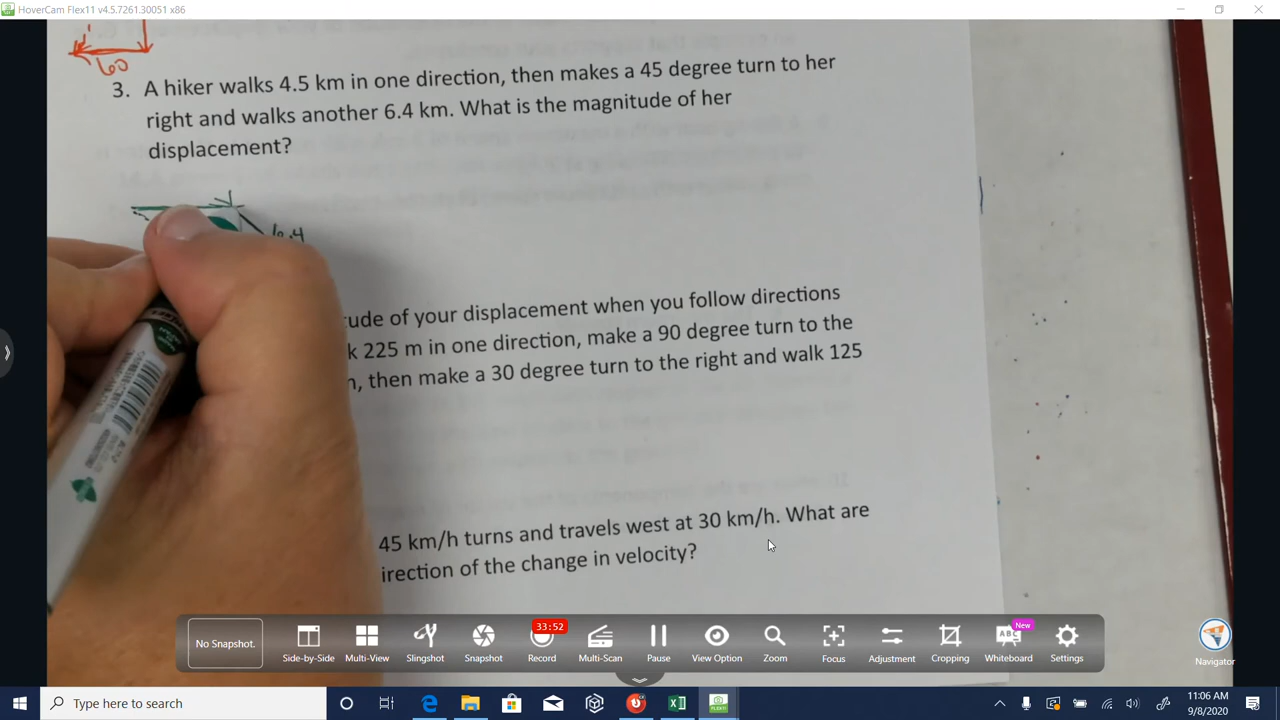 HoverCam Flex11 v4.5.7261.30051 x86
60
3. A hiker walks 4.5 km in one direction, then makes a 45 degree turn to her
right and walks another 6.4 km. What is the magnitude of her
displacement?
6.4
tude of your displacement when you follow directions
k 225 m in one direction, make a 90 degree turn to the
, then make a 30 degree turn to the right and walk 125
45 km/h turns and travels west at 30 km/h. What are
irection of the change in velocity?
No Snapshot.
Side-by-Side
Multi-View
Slingshot
Snapshot
33:52
Record
Multi-Scan
Pause
View Option
Zoom
Focus
Adjustment
Cropping
New
ABC
Whiteboard
Settings
Navigator
Type here to search
FLEX11
11:06 AM
9/8/2020